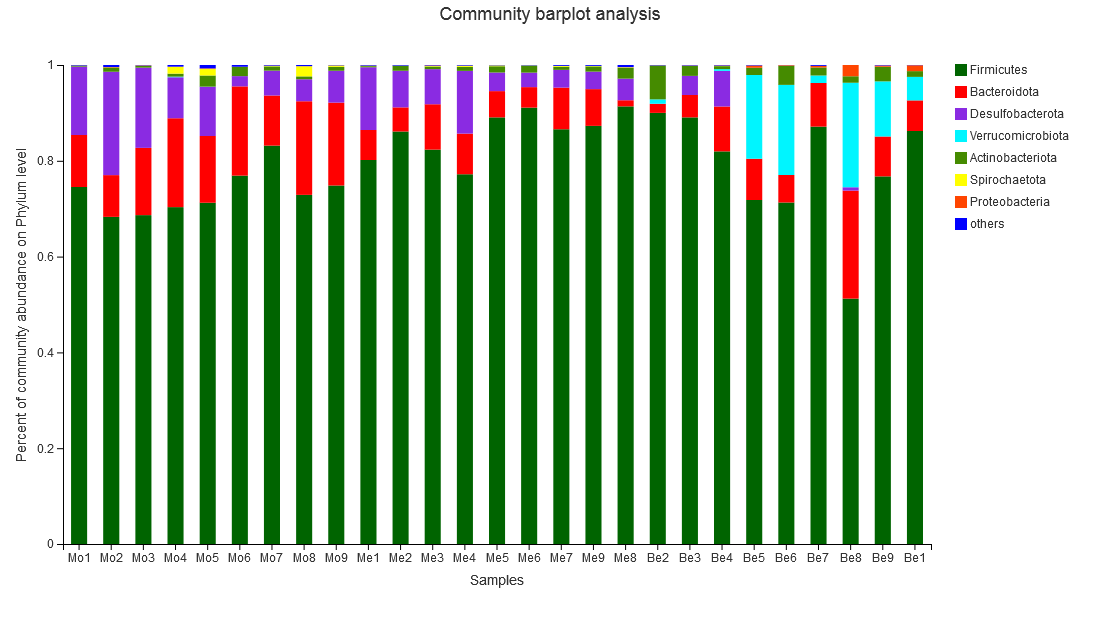 Community barplot analysis
Percent of community abundance on Phylum level
1
0.8
0.6
0.4
0.2
0
Mo1 Mo2 Mo3 Mo4 Mo5 Mo6 Mo7 Mo8 Mo9 Me1 Me2 Me3 Me4 Me5 Me6 Me7 Me9 Me8 Be2 Be3 Be4 Be5 Be6 Be7 Be8 Be9 Be1
Samples
Firmicutes
Bacteroidota
Desulfobacterota
Verrucomicrobiota
Actinobacteriota
Spirochaetota
Proteobacteria
others